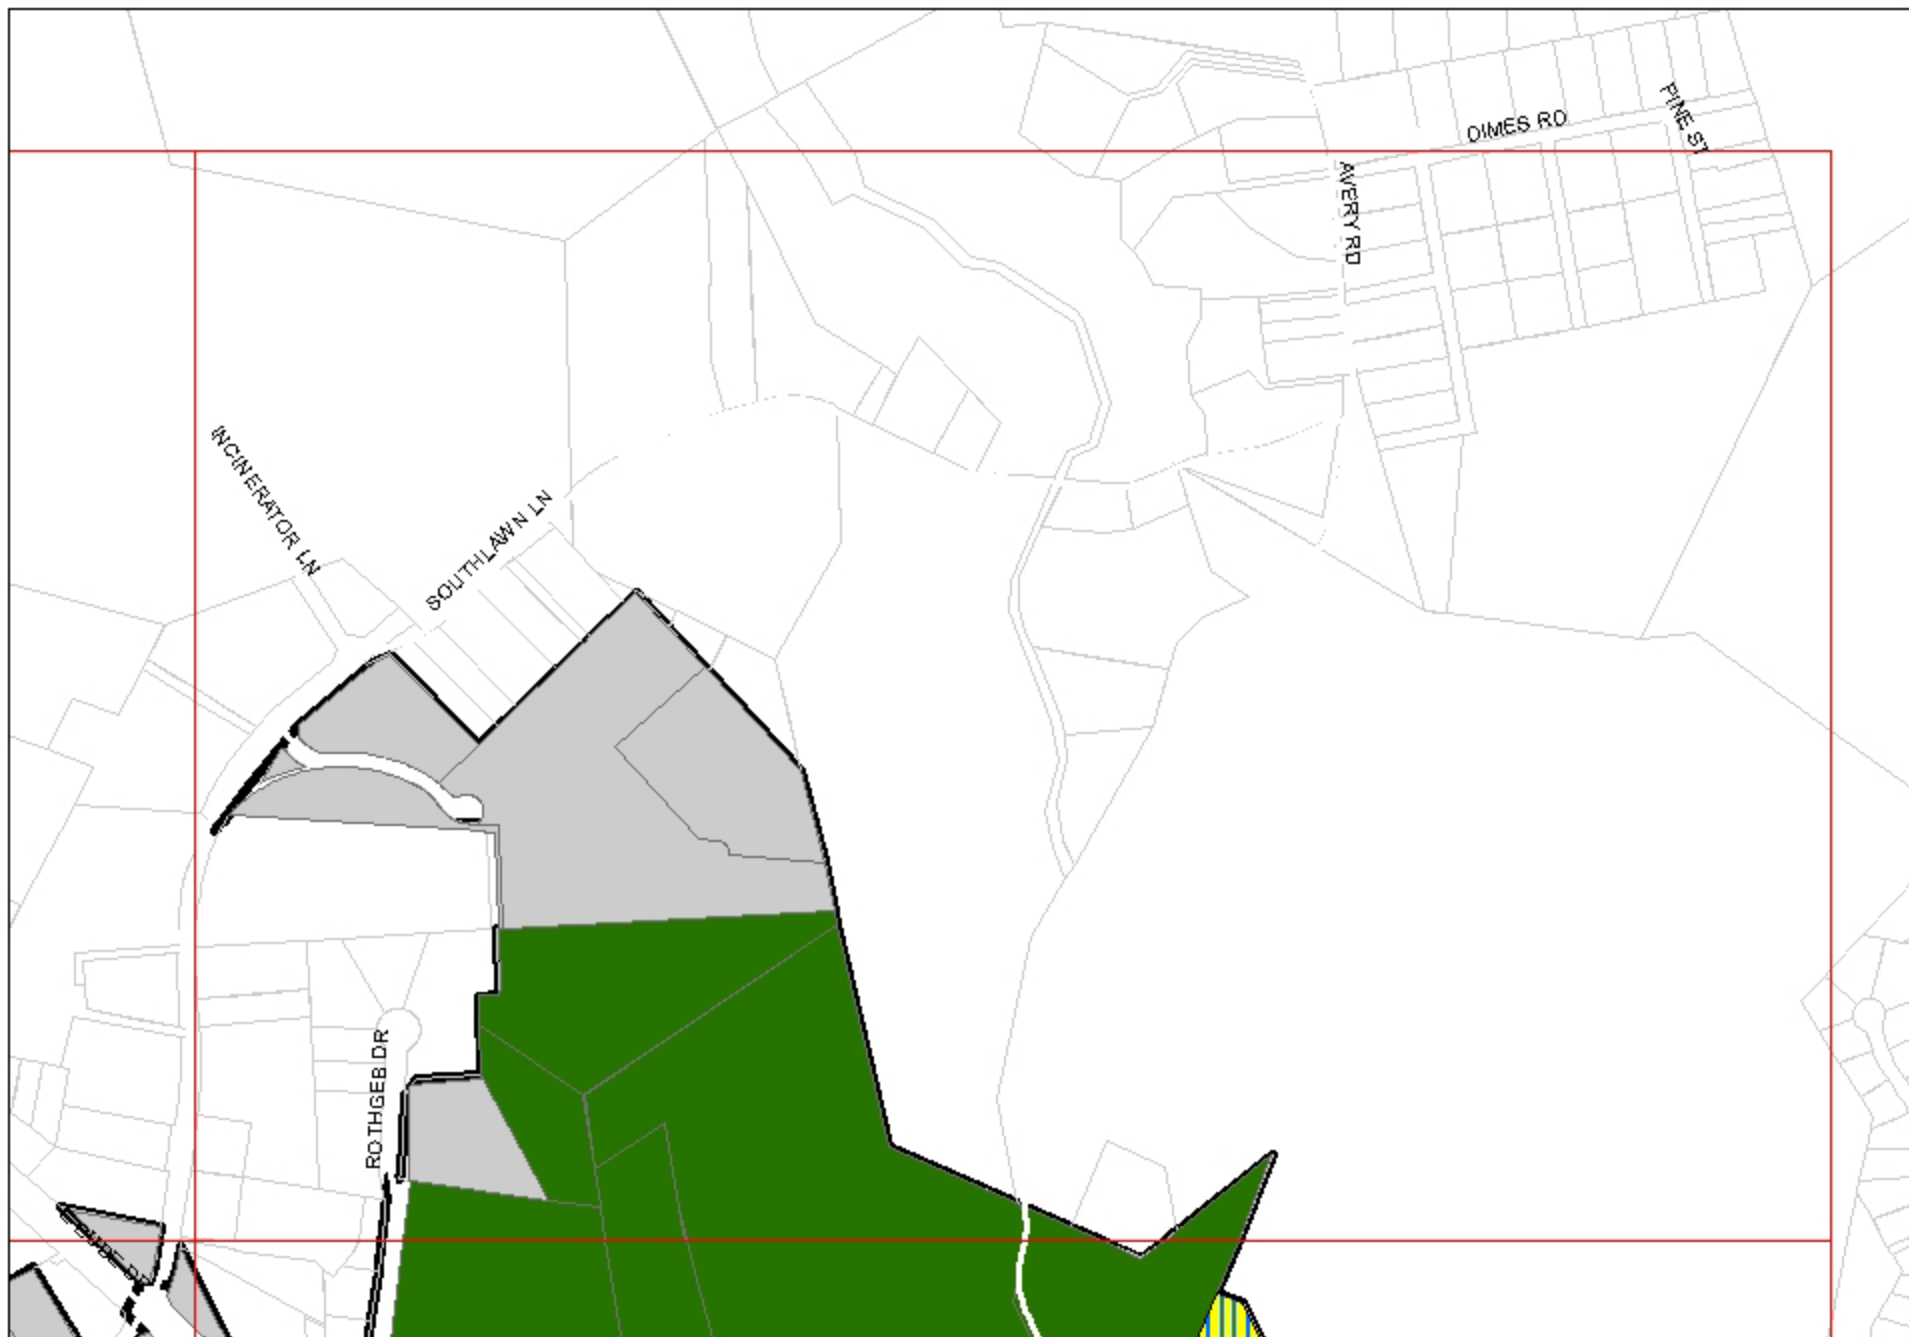 PINE ST
DIMES RD
AVERY RD
INCINERATOR LN
SOUTHLAWN LN
ROTHGEB DR